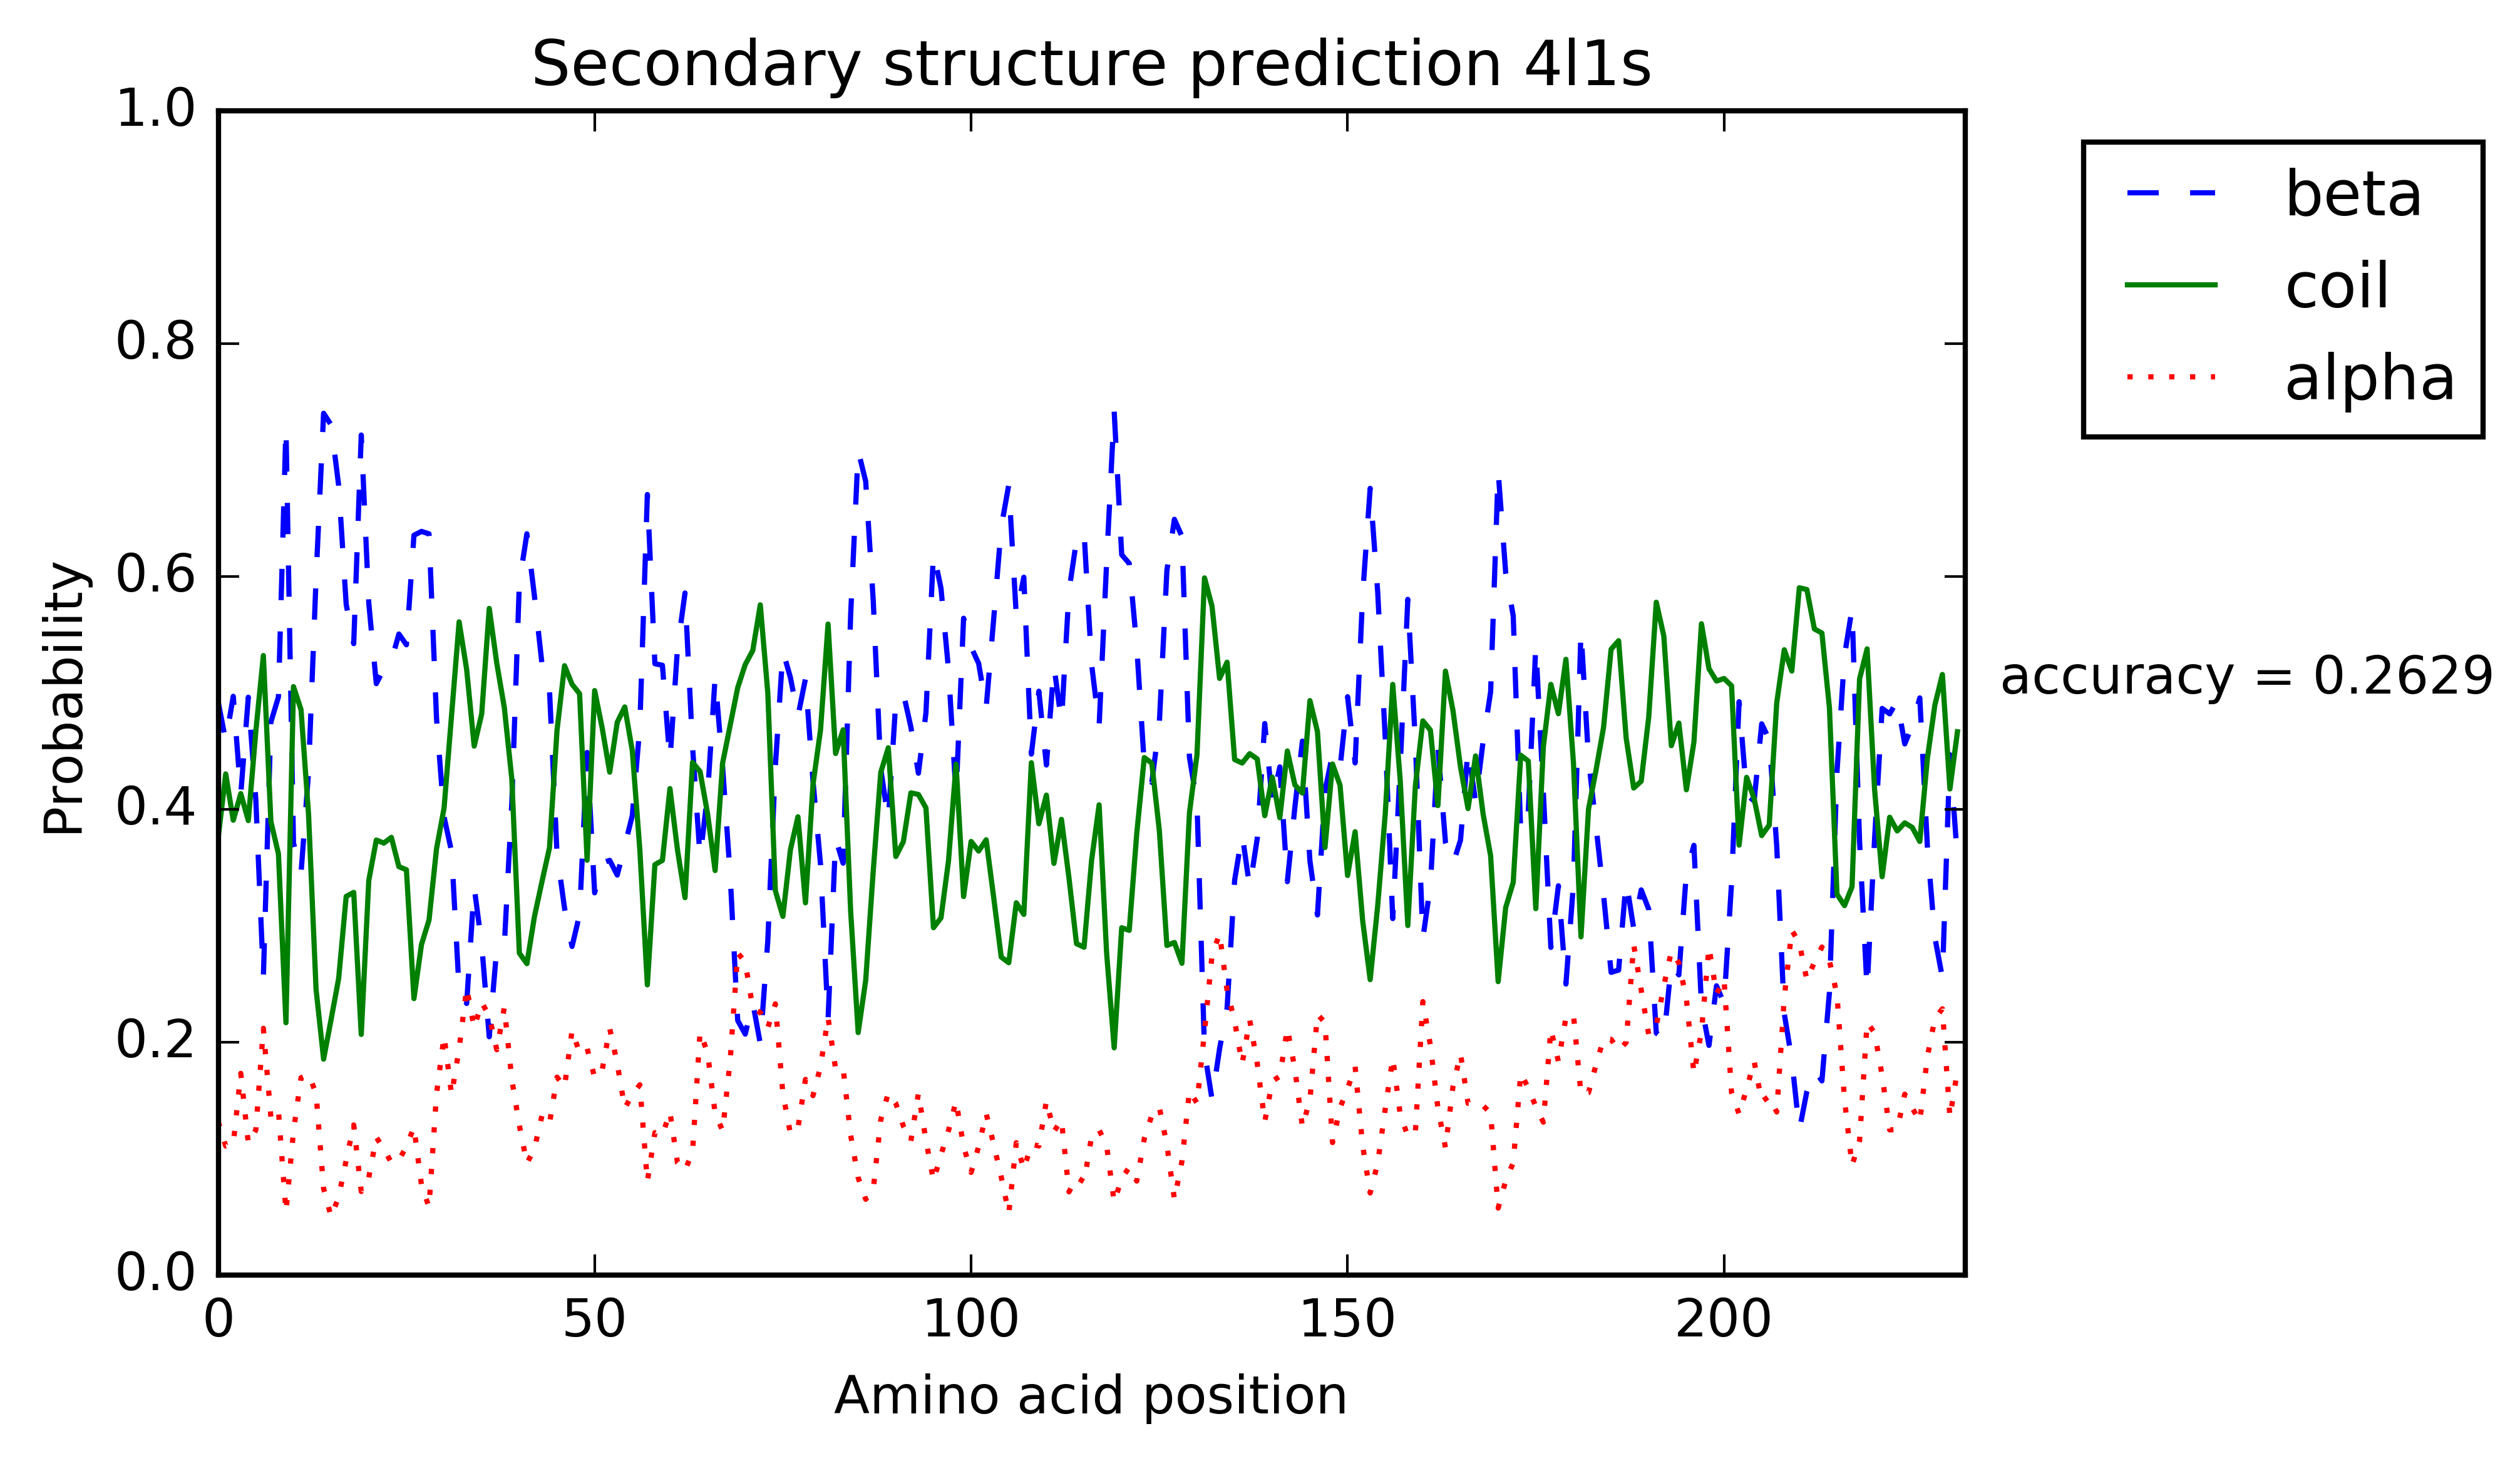 Secondary structure prediction 4l1s
1.0
0.8
0.6
0.4
0.2
0.0
Probability
0 50 100 150 200
Amino acid position
beta
coil
alpha
accuracy = 0.2629